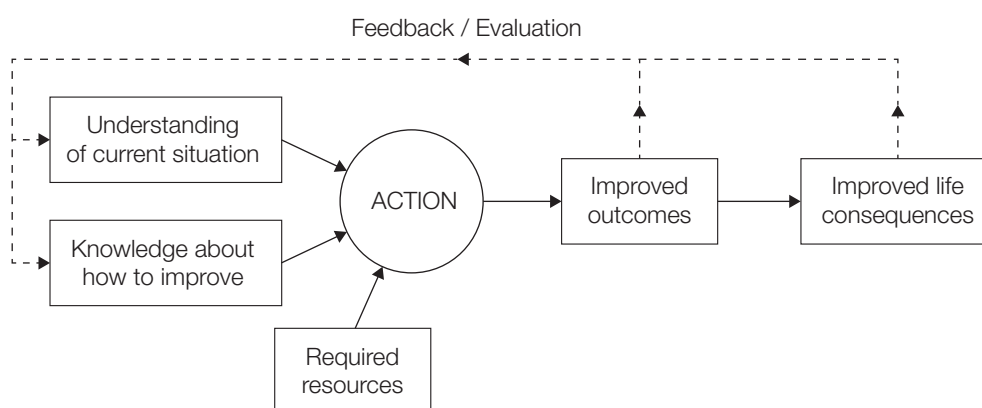 Feedback / Evaluation
Understanding
of current situation
ACTION
Improved
outcomes
Improved life
consequences
Knowledge about
how to improve
Required
resources